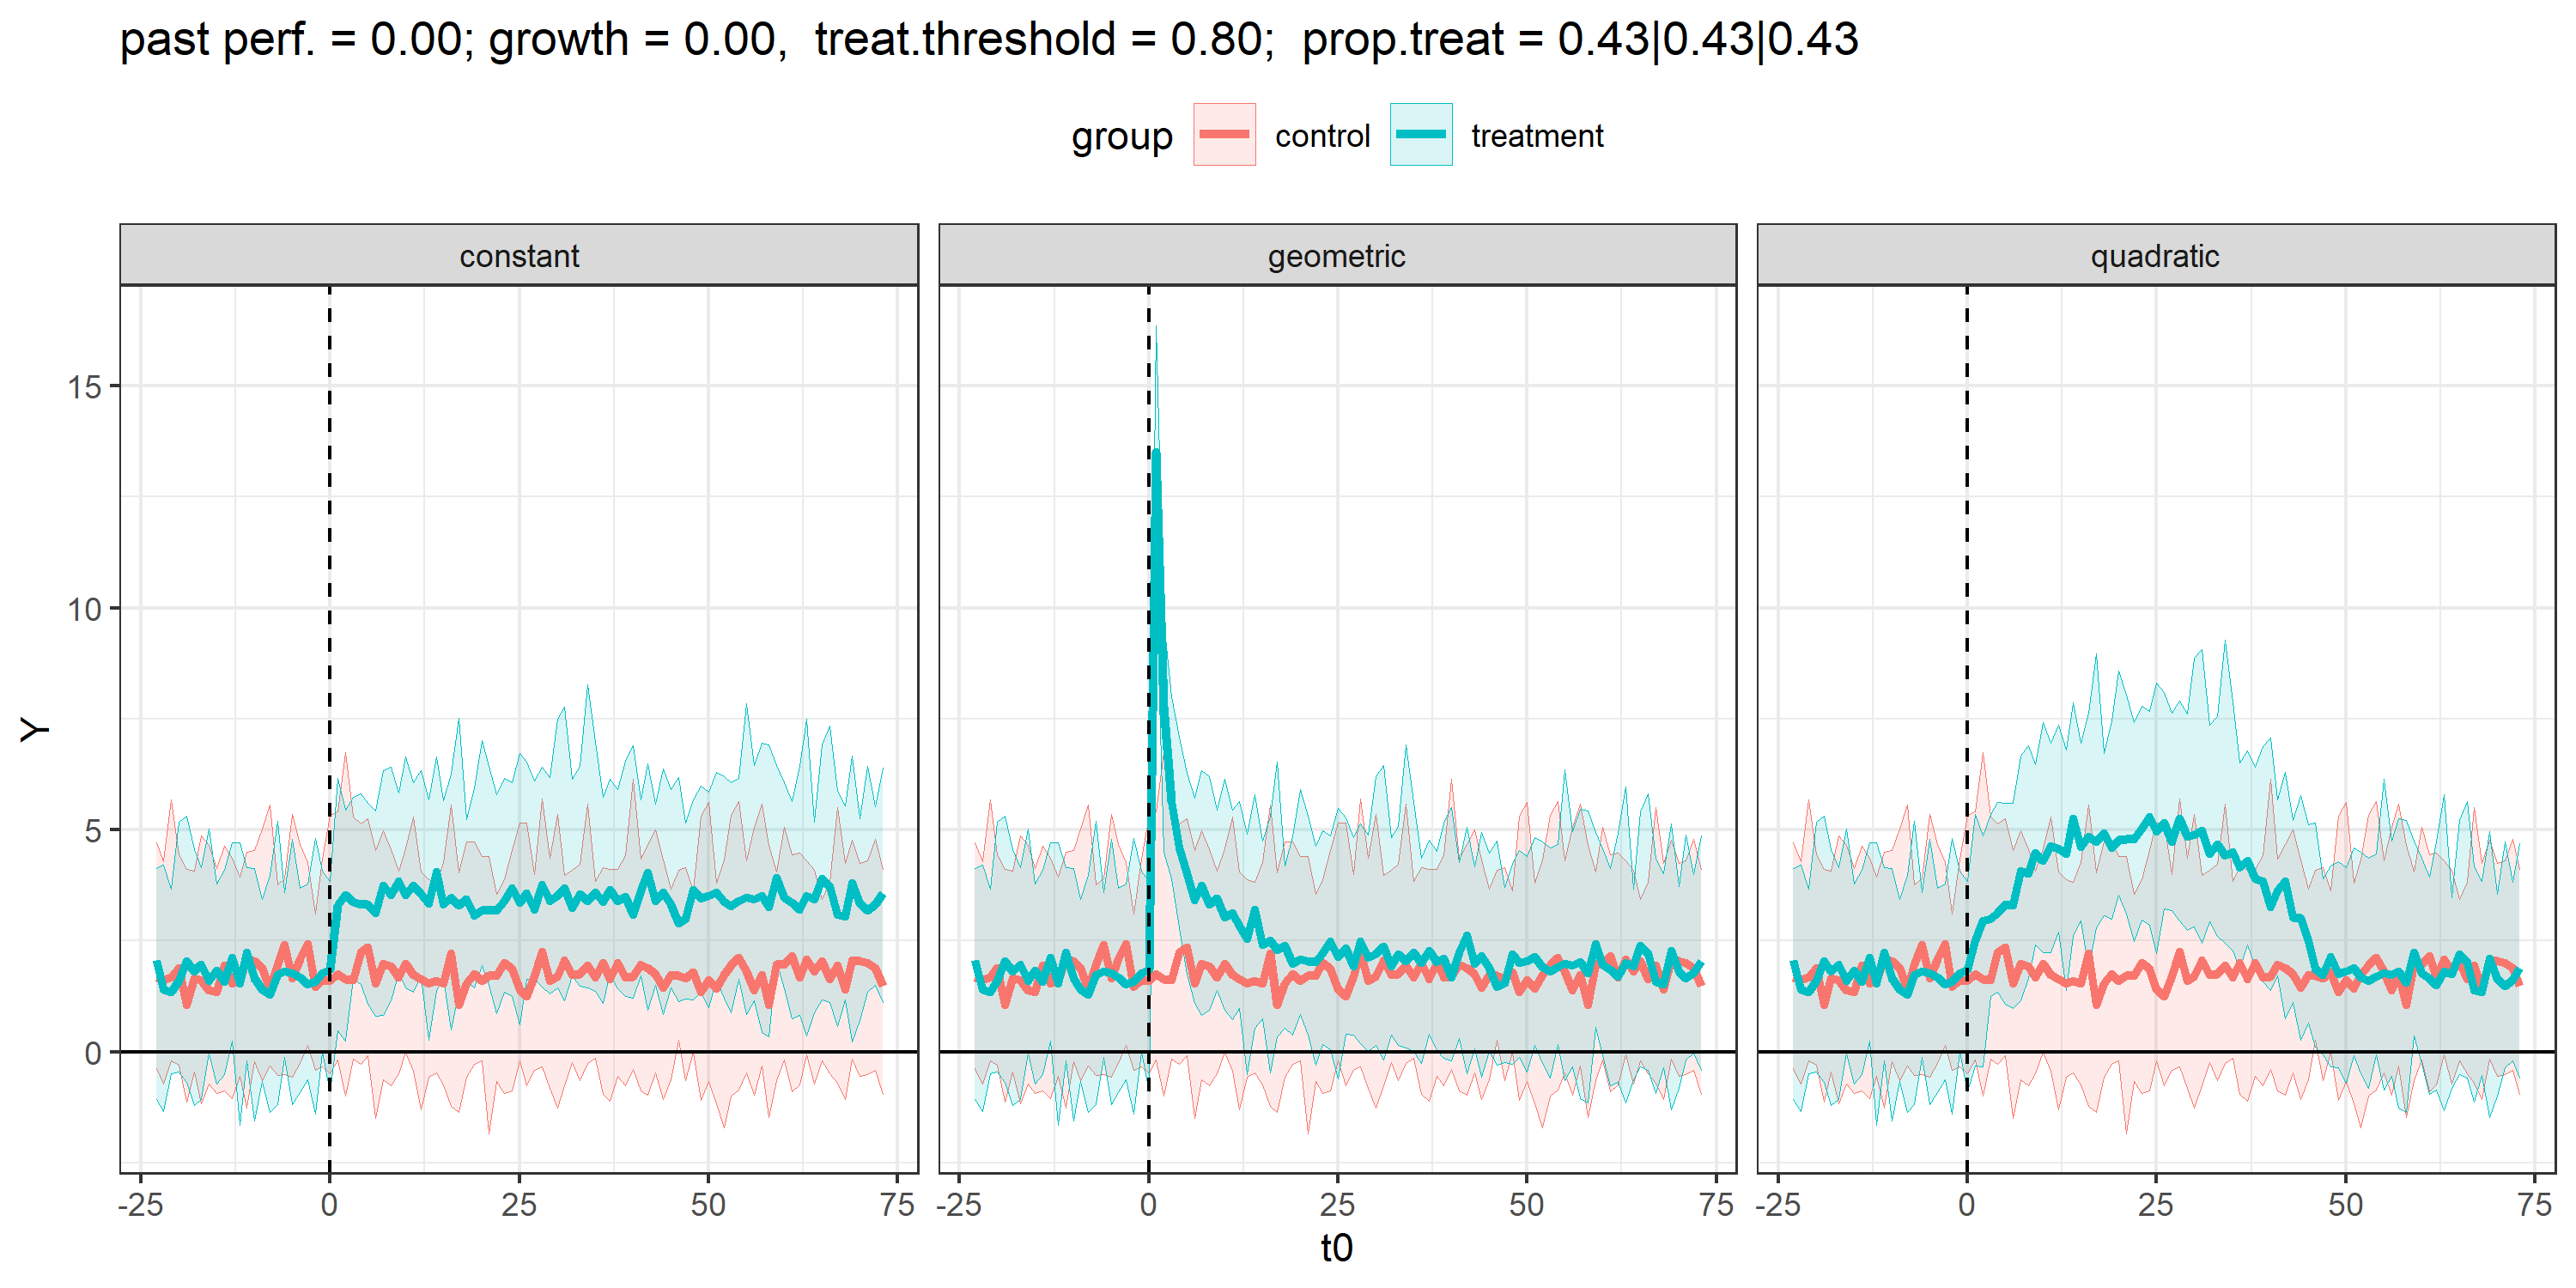 past perf. = 0.00; growth = 0.00,  treat.threshold = 0.80;  prop.treat = 0.43|0.43|0.43
group control treatment
constant geometric quadratic
15
10
5
0
Y
-25 0 25 50 75 -25 0 25 50 75 -25 0 25 50 75
t0